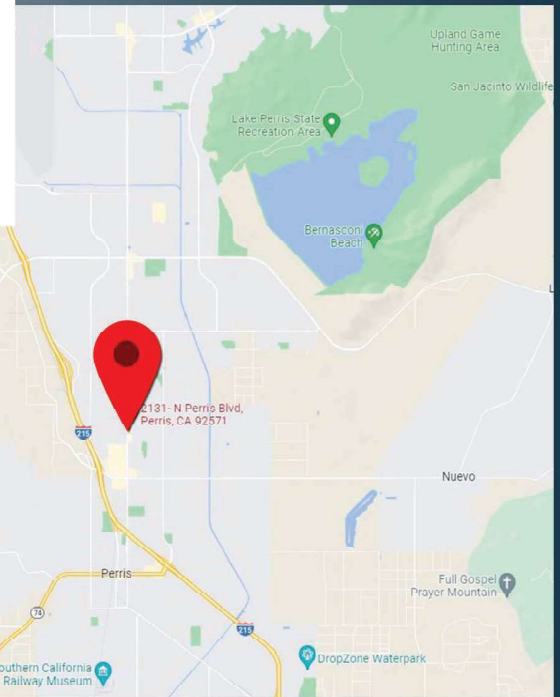 Upland Game
Hunting Area
San Jacinto Wildlife
Lake Perris State
Recreation Area
Bernasconi
Beach
L
2131- N Perris Blvd,
Perris, CA 92571
215
Nuevo
Perris
Full Gospel
Prayer Mountain
74
215
DropZone Waterpark
outhern California
Railway Museum